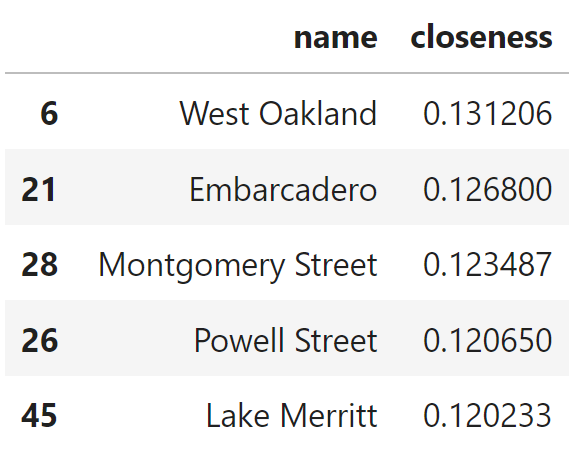 name closeness
6 West Oakland 0.131206
21 Embarcadero 0.126800
28 Montgomery Street 0.123487
26 Powell Street 0.120650
45 Lake Merritt 0.120233